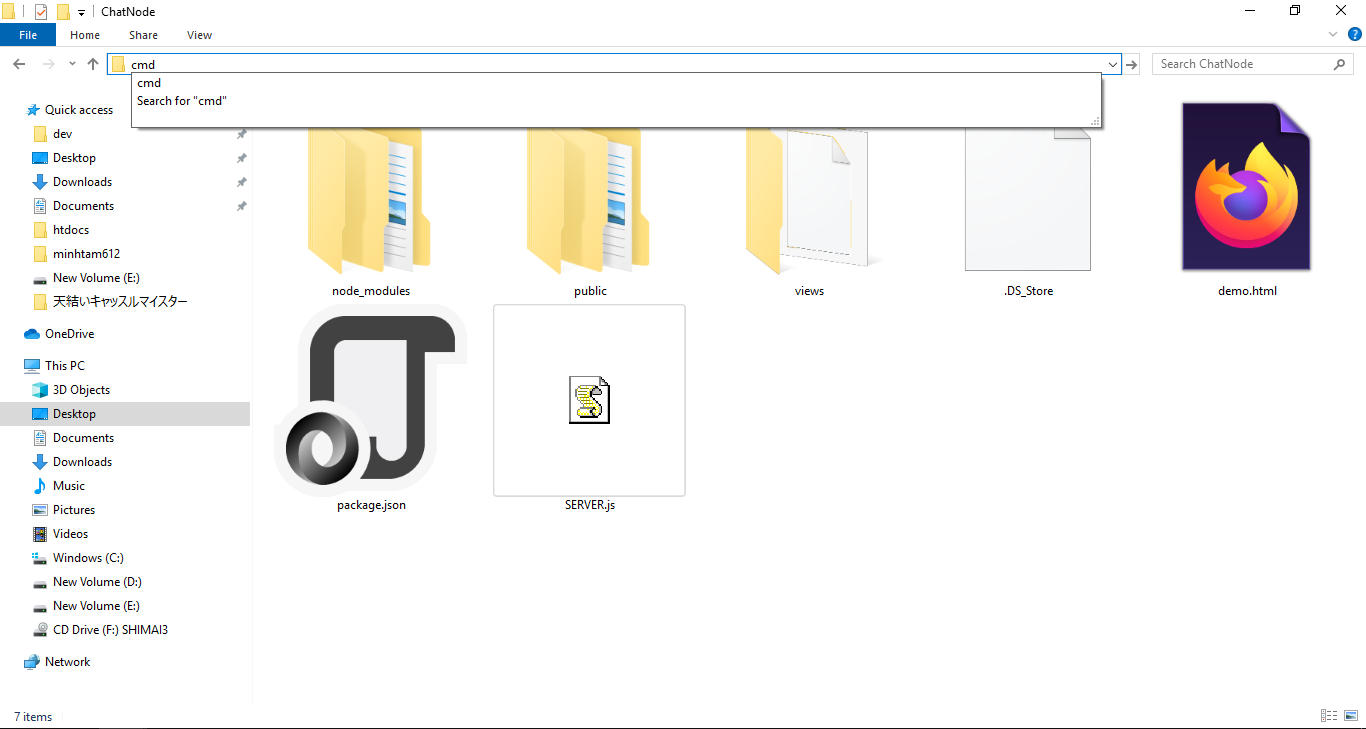 ChatNode
File Home Share View
cmd
Search ChatNode
cmd
Search for "cmd"
Quick access
dev
Desktop
Downloads
Documents
htdocs
minhtam612
New Volume (E:)
天結いキャッスルマイスター
OneDrive
This PC
3D Objects
Desktop
Documents
Downloads
Music
Pictures
Videos
Windows (C:)
New Volume (D:)
New Volume (E:)
CD Drive (F:) SHIMAI3
Network
node_modules
public
views
.DS_Store
demo.html
package.json
SERVER.js
7 items